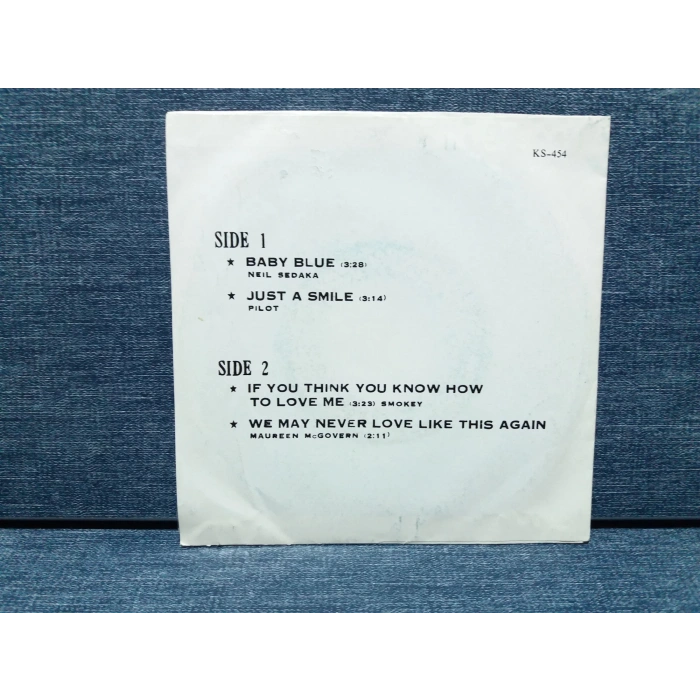 KS-454
SIDE 1
★ BABY BLUE (3:28)
NEIL SEDAKA
★ JUST A SMILE (3:14)
PILOT
SIDE 2
★ IF YOU THINK YOU KNOW HOW
TO LOVE ME (3:23) SMOKEY
★ WE MAY NEVER LOVE LIKE THIS AGAIN
MAUREEN McGOVERN (2:11)